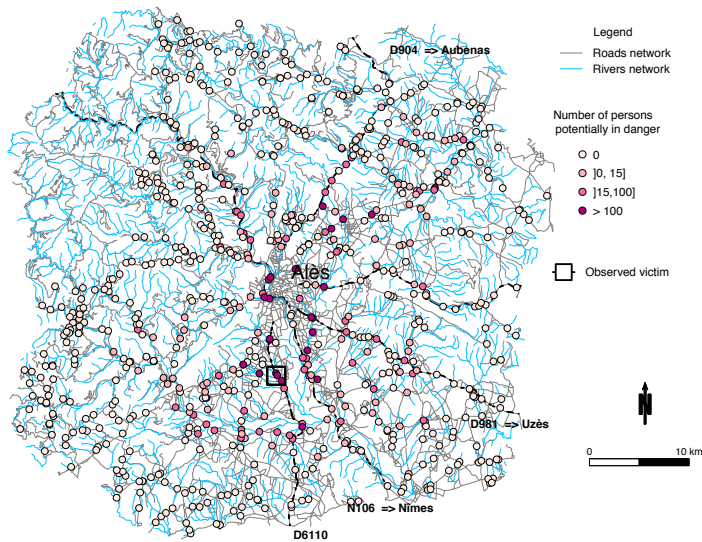 D904 => Aubenas
Legend
Roads network
Rivers network
Number of persons
potentially in danger
0
]0, 15]
]15,100]
> 100
Alès
Observed victim
N
D981 => Uzès
0 10 km
N106 => Nîmes
D6110